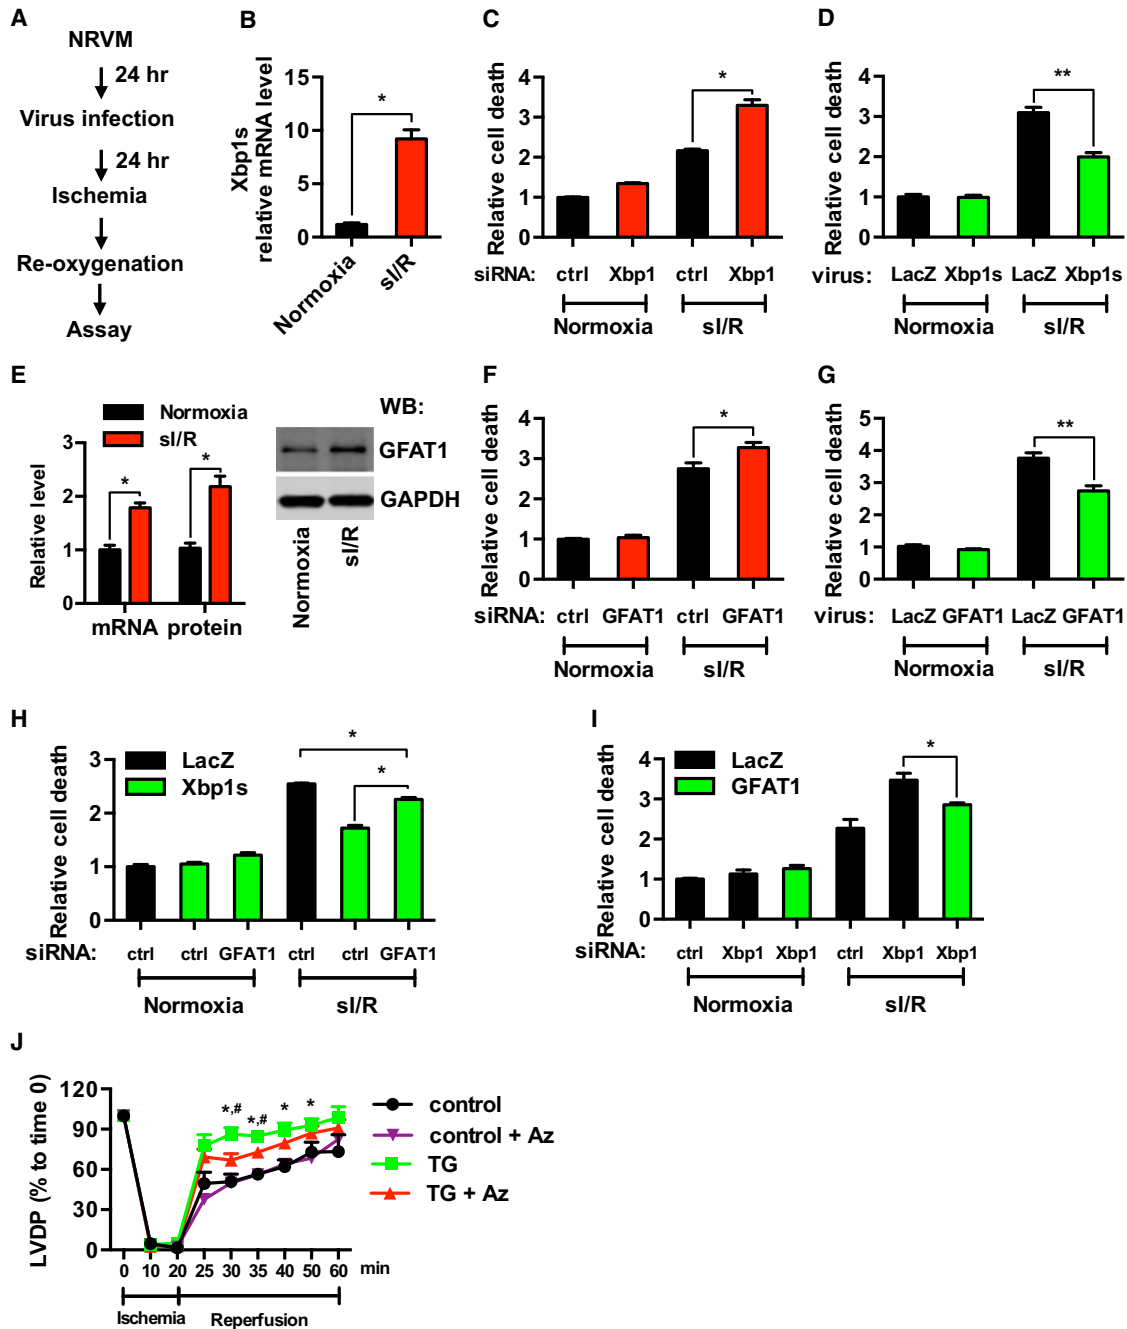 A
NRVM
24 hr
Virus infection
24 hr
Ischemia
Re-oxygenation
Assay
B
Xbp1s
relative mRNA level
15
10
5
0
*
Normoxia
sI/R
C
Relative cell death
4
3
2
1
0
*
siRNA: ctrl Xbp1 ctrl Xbp1
Normoxia sI/R
D
Relative cell death
4
3
2
1
0
**
virus: LacZ Xbp1s LacZ Xbp1s
Normoxia sI/R
E
Normoxia
sI/R
Relative level
3
2
1
0
*
*
mRNA protein
WB:
GFAT1
GAPDH
Normoxia
sI/R
F
Relative cell death
4
3
2
1
0
*
siRNA: ctrl GFAT1 ctrl GFAT1
Normoxia sI/R
G
Relative cell death
5
4
3
2
1
0
**
virus: LacZ GFAT1 LacZ GFAT1
Normoxia sI/R
H
Relative cell death
3
2
1
0
LacZ
Xbp1s
*
*
siRNA: ctrl ctrl GFAT1 ctrl ctrl GFAT1
Normoxia sI/R
I
Relative cell death
4
3
2
1
0
LacZ
GFAT1
*
siRNA: ctrl Xbp1 Xbp1 ctrl Xbp1 Xbp1
Normoxia sI/R
J
LVDP (% to time 0)
120
90
60
30
0
*,# *,# * *
control
control + Az
TG
TG + Az
0 10 20 25 30 35 40 50 60 min
Ischemia Reperfusion